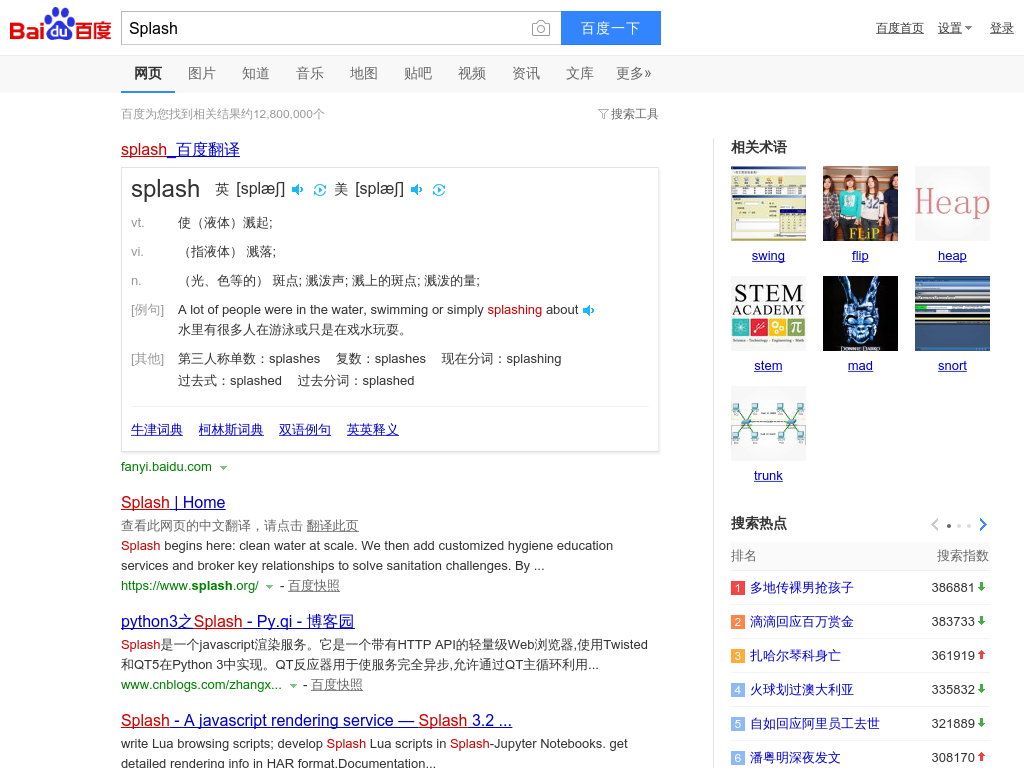 Bai du 百度
Splash
百度一下
百度首页 设置 登录
网页 图片 知道 音乐 地图 贴吧 视频 资讯 文库 更多»
百度为您找到相关结果约12,800,000个
搜索工具
splash_百度翻译
splash 英 [splæʃ] 美 [splæʃ]
vt. 使（液体）溅起;
vi. （指液体） 溅落;
n. （光、色等的） 斑点; 溅泼声; 溅上的斑点; 溅泼的量;
[例句] A lot of people were in the water, swimming or simply splashing about
水里有很多人在游泳或只是在戏水玩耍。
[其他] 第三人称单数：splashes 复数：splashes 现在分词：splashing
过去式：splashed 过去分词：splashed
牛津词典 柯林斯词典 双语例句 英英释义
fanyi.baidu.com
Splash | Home
查看此网页的中文翻译，请点击 翻译此页
Splash begins here: clean water at scale. We then add customized hygiene education
services and broker key relationships to solve sanitation challenges. By ...
https://www.splash.org/ - 百度快照
python3之Splash - Py.qi - 博客园
Splash是一个javascript渲染服务。它是一个带有HTTP API的轻量级Web浏览器,使用Twisted
和QT5在Python 3中实现。QT反应器用于使服务完全异步,允许通过QT主循环利用...
www.cnblogs.com/zhangx... - 百度快照
Splash - A javascript rendering service — Splash 3.2 ...
write Lua browsing scripts; develop Splash Lua scripts in Splash-Jupyter Notebooks. get
detailed rendering info in HAR format.Documentation...
相关术语
FLiP
Heap
swing flip heap
STEM
ACADEMY
Science - Technology - Engineering - Math
DONNIE DARKO
stem mad snort
trunk
搜索热点
排名 搜索指数
1 多地传裸男抢孩子 386881
2 滴滴回应百万赏金 383733
3 扎哈尔琴科身亡 361919
4 火球划过澳大利亚 335832
5 自如回应阿里员工去世 321889
6 潘粤明深夜发文 308170